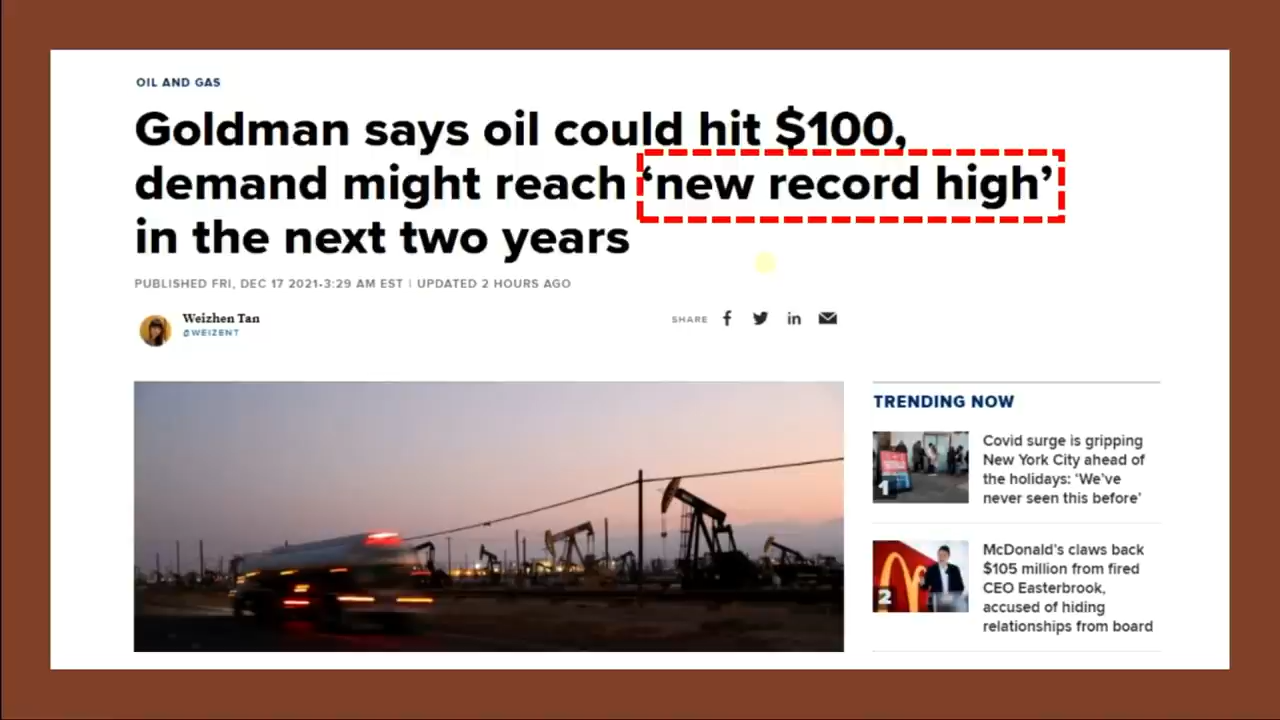 OIL AND GAS
Goldman says oil could hit $100,
demand might reach ‘new record high’
in the next two years
PUBLISHED FRI, DEC 17 2021•3:29 AM EST | UPDATED 2 HOURS AGO
Weizhen Tan
@WEIZENT
SHARE
TRENDING NOW
1
Covid surge is gripping
New York City ahead of
the holidays: ‘We’ve
never seen this before’
2
McDonald’s claws back
$105 million from fired
CEO Easterbrook,
accused of hiding
relationships from board